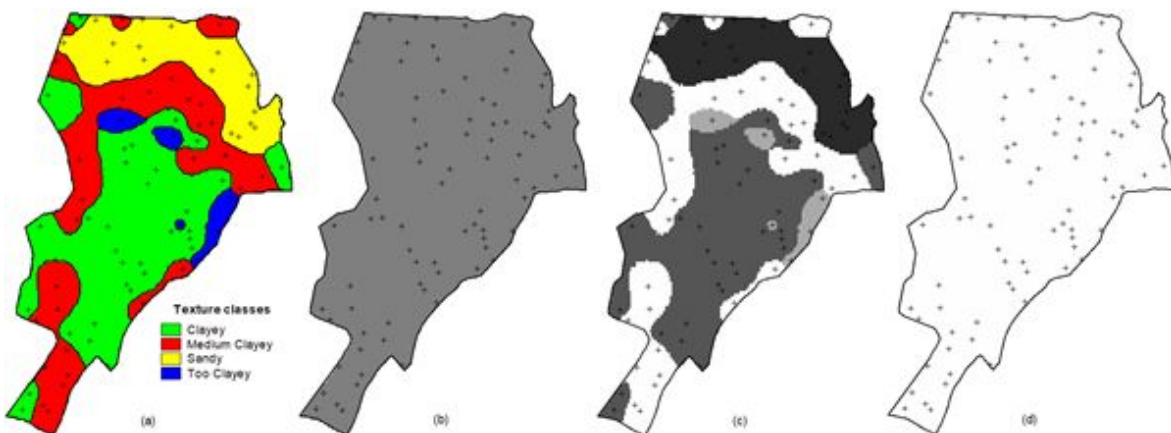 Texture classes
Clayey
Medium Clayey
Sandy
Too Clayey
(a)
(b)
(c)
(d)